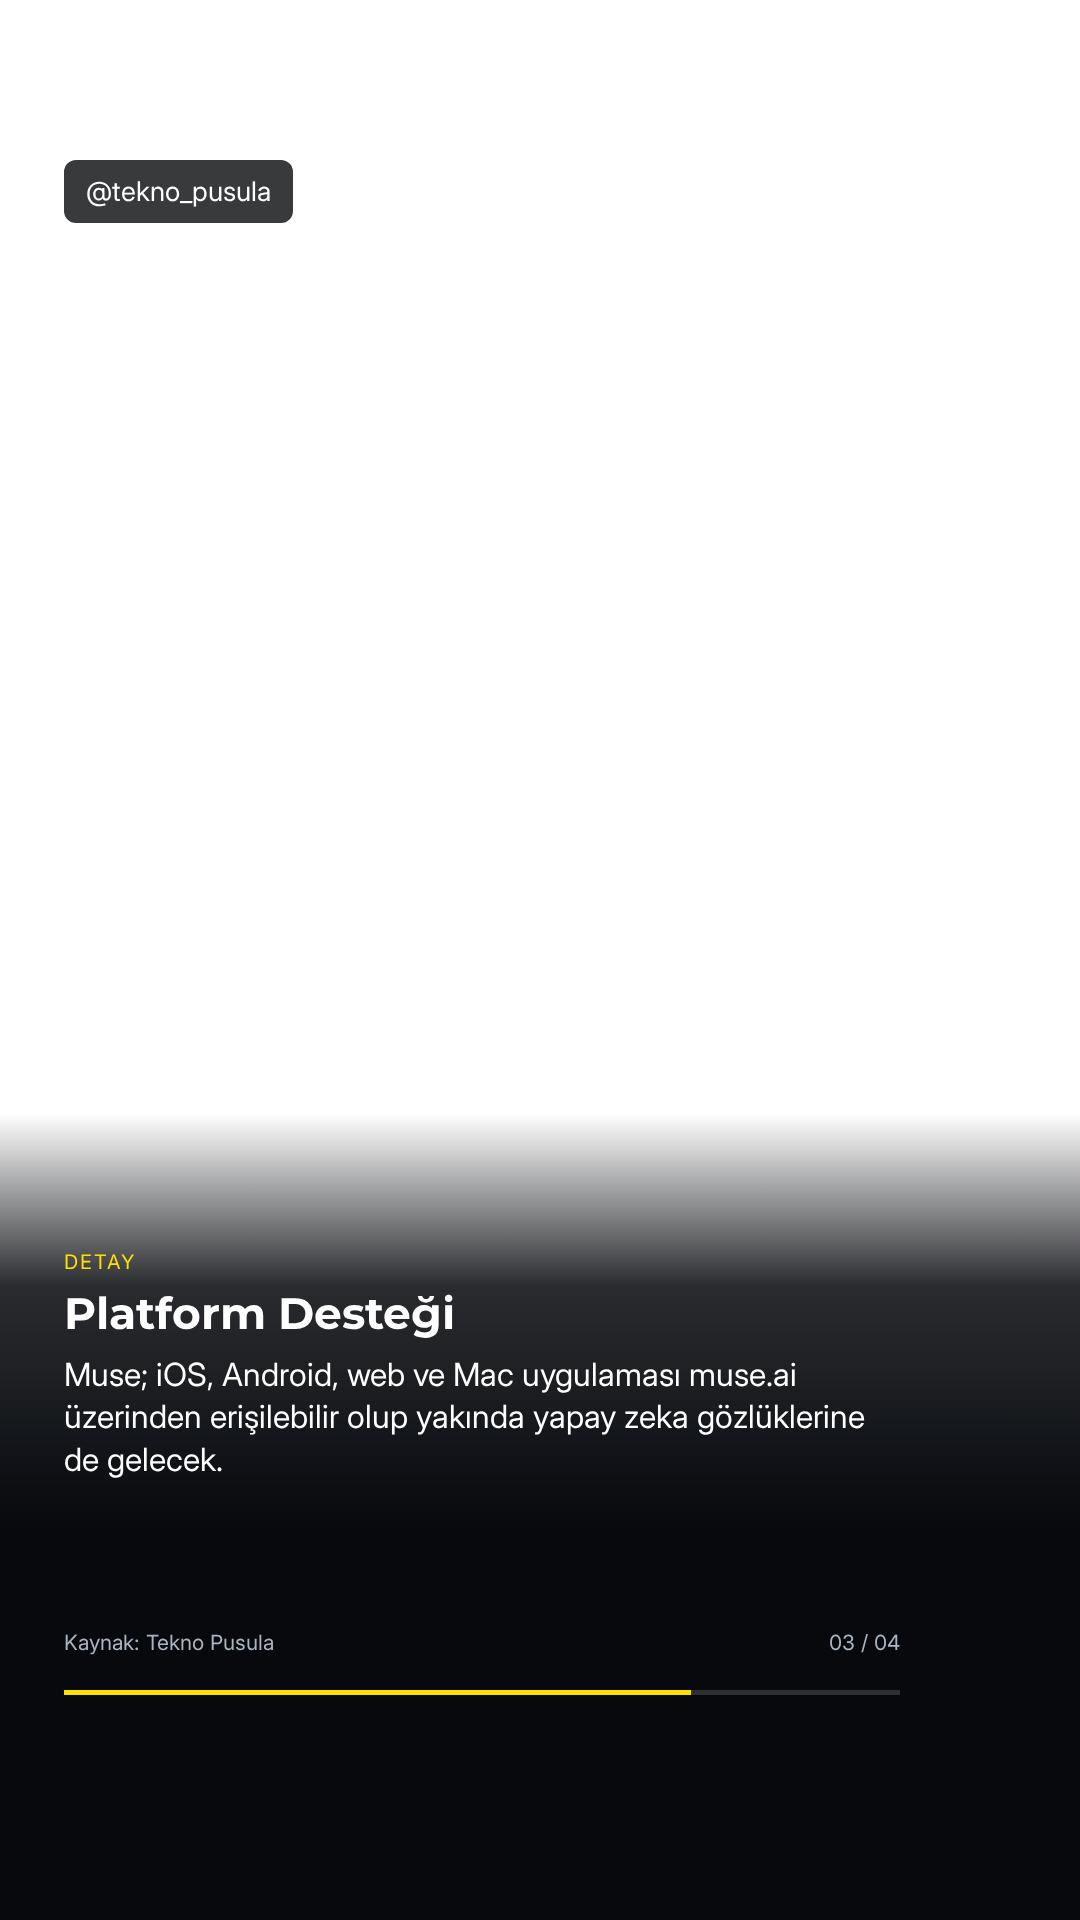 @tekno_pusula
DETAY
Platform Desteği
Muse; iOS, Android, web ve Mac uygulaması muse.ai
üzerinden erişilebilir olup yakında yapay zeka gözlüklerine
de gelecek.
Kaynak: Tekno Pusula
03 / 04